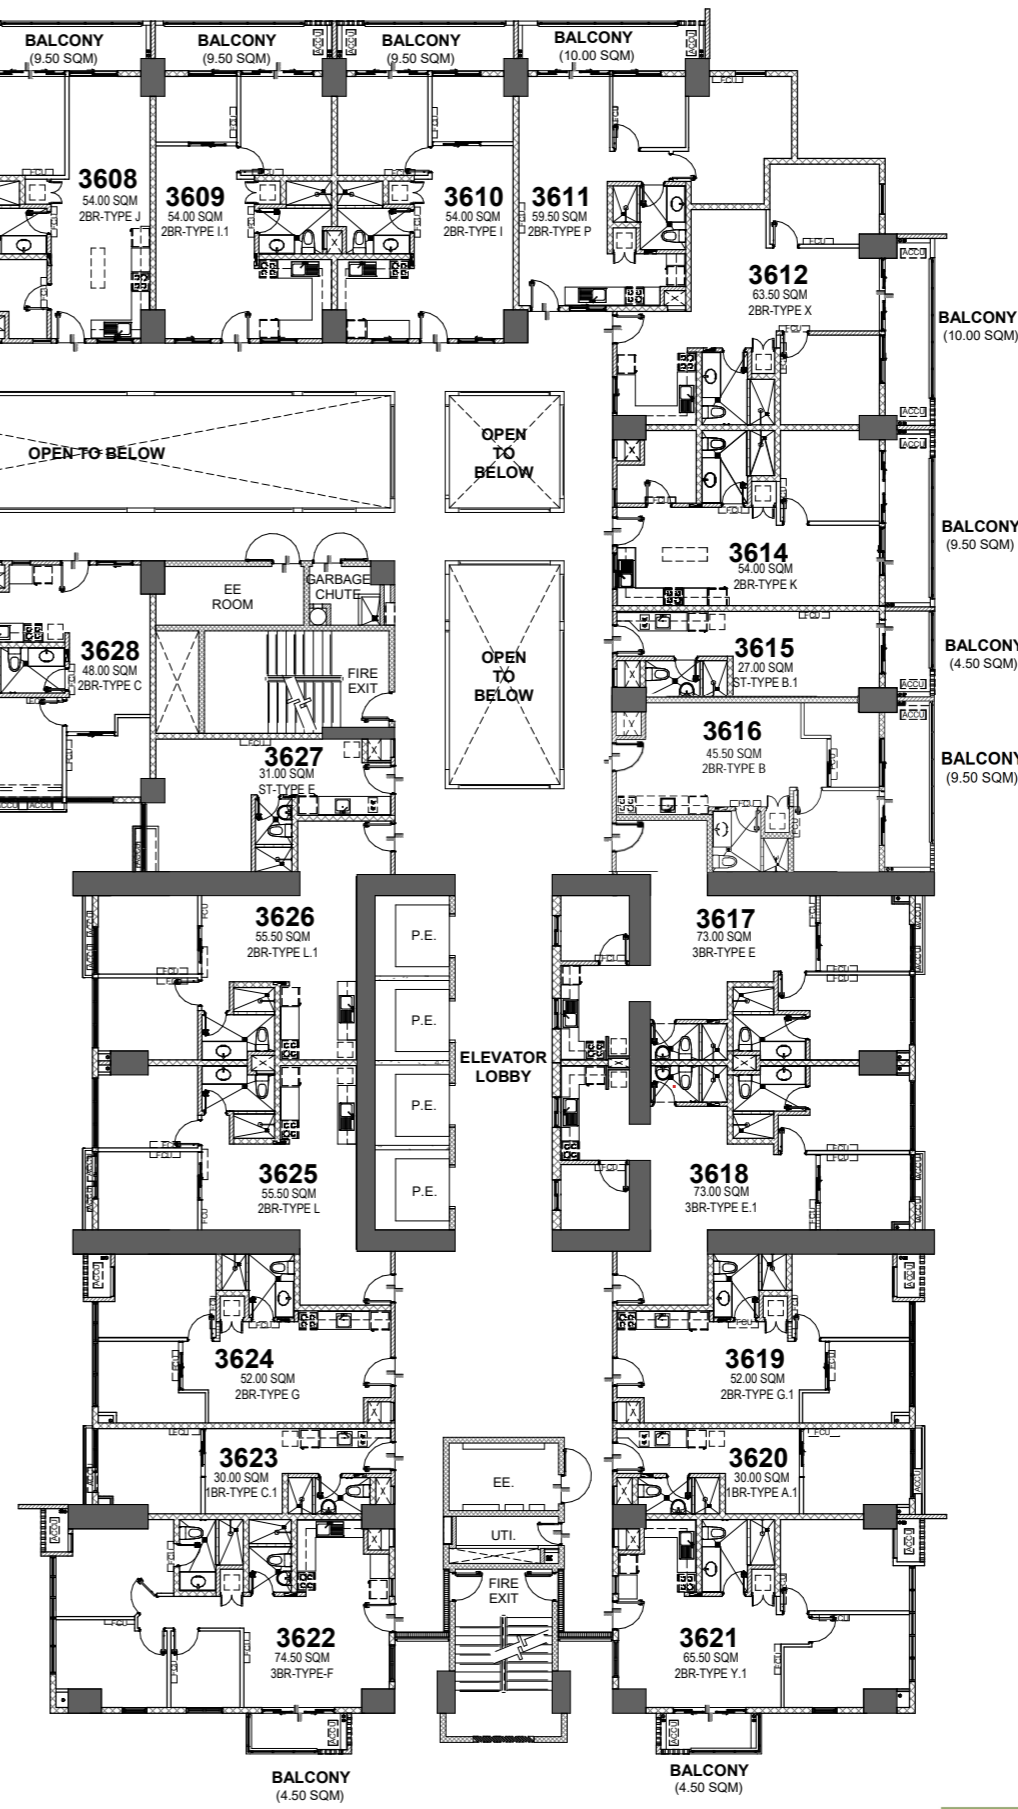 BALCONY
(9.50 SQM)
BALCONY
(9.50 SQM)
BALCONY
(9.50 SQM)
BALCONY
(10.00 SQM)
3608
54.00 SQM
2BR-TYPE J
3609
54.00 SQM
2BR-TYPE I.1
3610
54.00 SQM
2BR-TYPE I
3611
59.50 SQM
2BR-TYPE P
3612
63.50 SQM
2BR-TYPE X
BALCONY
(10.00 SQM)
OPEN TO BELOW
OPEN
TO
BELOW
3614
54.00 SQM
2BR-TYPE K
BALCONY
(9.50 SQM)
EE
ROOM
GARBAGE
CHUTE
3628
48.00 SQM
2BR-TYPE C
FIRE
EXIT
OPEN
TO
BELOW
3615
27.00 SQM
ST-TYPE B.1
BALCONY
(4.50 SQM)
3616
45.50 SQM
2BR-TYPE B
BALCONY
(9.50 SQM)
3627
31.00 SQM
ST-TYPE E
3626
55.50 SQM
2BR-TYPE L.1
P.E.
P.E.
P.E.
P.E.
ELEVATOR
LOBBY
3617
73.00 SQM
3BR-TYPE E
3625
55.50 SQM
2BR-TYPE L
3618
73.00 SQM
3BR-TYPE E.1
3624
52.00 SQM
2BR-TYPE G
3619
52.00 SQM
2BR-TYPE G.1
3623
30.00 SQM
1BR-TYPE C.1
EE.
UTI.
3620
30.00 SQM
1BR-TYPE A.1
FIRE
EXIT
3622
74.50 SQM
3BR-TYPE-F
3621
65.50 SQM
2BR-TYPE Y.1
BALCONY
(4.50 SQM)
BALCONY
(4.50 SQM)